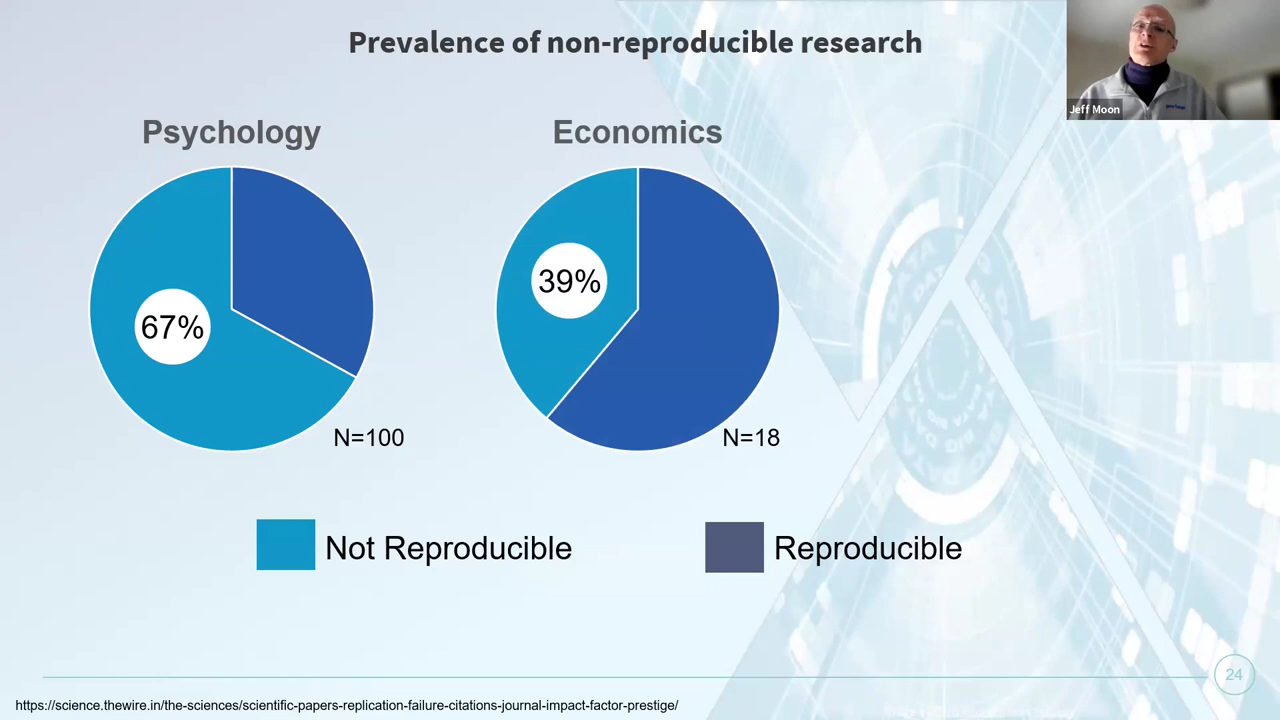 Prevalence of non-reproducible research
Jeff Moon
Psychology
Economics
67%
39%
N=100
N=18
Not Reproducible
Reproducible
24
https://science.thewire.in/the-sciences/scientific-papers-replication-failure-citations-journal-impact-factor-prestige/